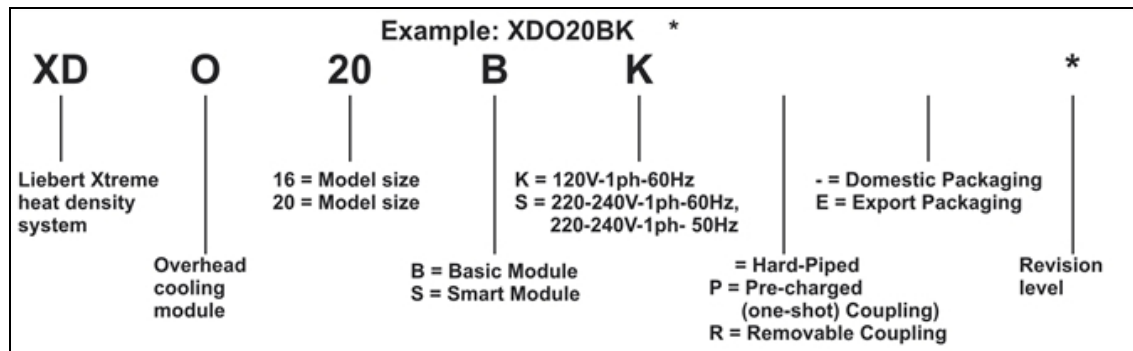 Example: XDO20BK *
XD O 20 B K *
Liebert Xtreme
heat density
system
Overhead
cooling
module
16 = Model size
20 = Model size
B = Basic Module
S = Smart Module
K = 120V-1ph-60Hz
S = 220-240V-1ph-60Hz,
220-240V-1ph- 50Hz
= Hard-Piped
P = Pre-charged
(one-shot) Coupling)
R = Removable Coupling
- = Domestic Packaging
E = Export Packaging
Revision
level